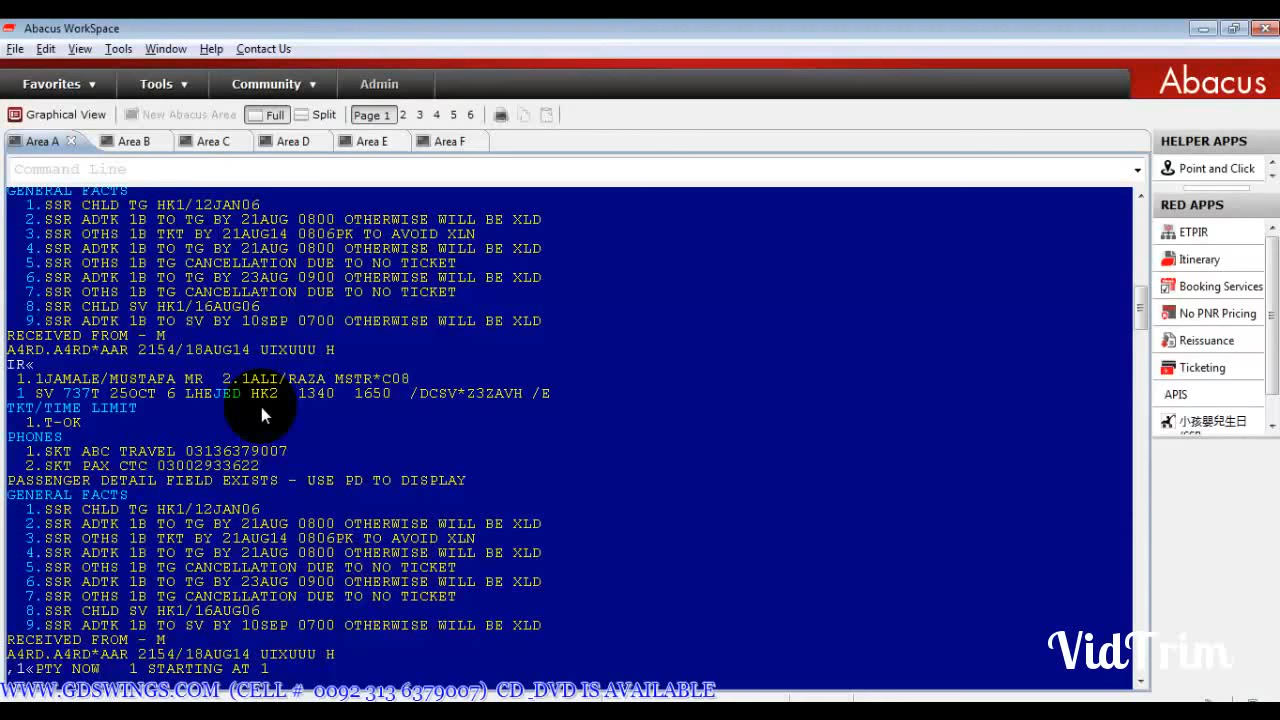 Abacus WorkSpace
File Edit View Tools Window Help Contact Us
Favorites Tools Community Admin
Abacus
Graphical View New Abacus Area Full Split Page 1 2 3 4 5 6
Area A Area B Area C Area D Area E Area F
Command Line
GENERAL FACTS
1.SSR CHLD TG HK1/12JAN06
2.SSR ADTK 1B TO TG BY 21AUG 0800 OTHERWISE WILL BE XLD
3.SSR OTHS 1B TKT BY 21AUG14 0806PK TO AVOID XLN
4.SSR ADTK 1B TO TG BY 21AUG 0800 OTHERWISE WILL BE XLD
5.SSR OTHS 1B TG CANCELLATION DUE TO NO TICKET
6.SSR ADTK 1B TO TG BY 23AUG 0900 OTHERWISE WILL BE XLD
7.SSR OTHS 1B TG CANCELLATION DUE TO NO TICKET
8.SSR CHLD SV HK1/16AUG06
9.SSR ADTK 1B TO SV BY 10SEP 0700 OTHERWISE WILL BE XLD
RECEIVED FROM - M
A4RD.A4RD*AAR 2154/18AUG14 UIXUUU H
IR«
1.1JAMALE/MUSTAFA MR 2.1ALI/RAZA MSTR*C08
1 SV 737T 25OCT 6 LHEJED HK2 1340 1650 /DCSV*Z3ZAVH /E
TKT/TIME LIMIT
1.T-OK
PHONES
1.SKT ABC TRAVEL 03136379007
2.SKT PAX CTC 03002933622
PASSENGER DETAIL FIELD EXISTS - USE PD TO DISPLAY
GENERAL FACTS
1.SSR CHLD TG HK1/12JAN06
2.SSR ADTK 1B TO TG BY 21AUG 0800 OTHERWISE WILL BE XLD
3.SSR OTHS 1B TKT BY 21AUG14 0806PK TO AVOID XLN
4.SSR ADTK 1B TO TG BY 21AUG 0800 OTHERWISE WILL BE XLD
5.SSR OTHS 1B TG CANCELLATION DUE TO NO TICKET
6.SSR ADTK 1B TO TG BY 23AUG 0900 OTHERWISE WILL BE XLD
7.SSR OTHS 1B TG CANCELLATION DUE TO NO TICKET
8.SSR CHLD SV HK1/16AUG06
9.SSR ADTK 1B TO SV BY 10SEP 0700 OTHERWISE WILL BE XLD
RECEIVED FROM - M
A4RD.A4RD*AAR 2154/18AUG14 UIXUUU H
,1«PTY NOW 1 STARTING AT 1
HELPER APPS
Point and Click
RED APPS
ETPIR
Itinerary
Booking Services
No PNR Pricing
Reissuance
Ticketing
APIS
小孩嬰兒生日
VidTrim
WWW.GDSWINGS.COM (CELL # 0092 313 6379007) CD_DVD IS AVAILABLE